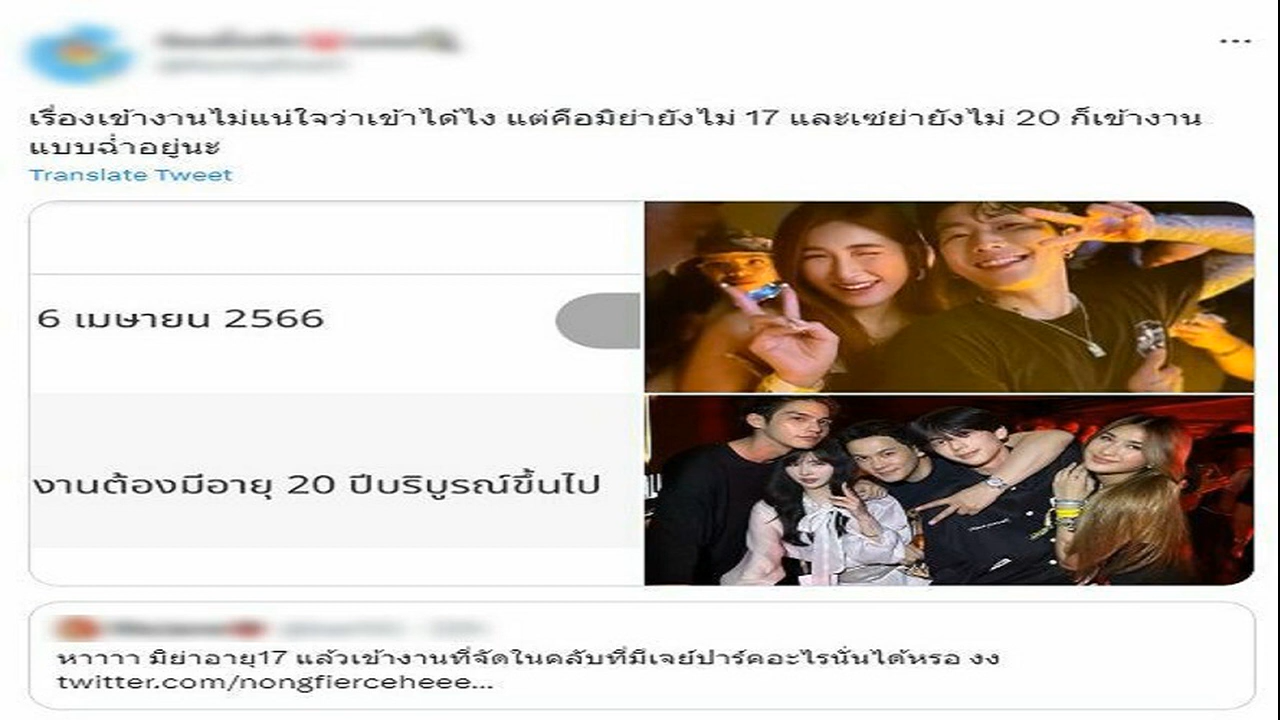 เรื่องเข้างานไม่แน่ใจว่าเข้าได้ไง แต่คือมิย่ายังไม่ 17 และเซย่ายังไม่ 20 ก็เข้างาน
แบบฉ่ำอยู่นะ
Translate Tweet
6 เมษายน 2566
งานต้องมีอายุ 20 ปีบริบูรณ์ขึ้นไป
หาาาา มิย่าอายุ17 แล้วเข้างานที่จัดในคลับที่มีเจย์ปาร์คอะไรนั่นได้หรอ งง
twitter.com/nongfierceheee...